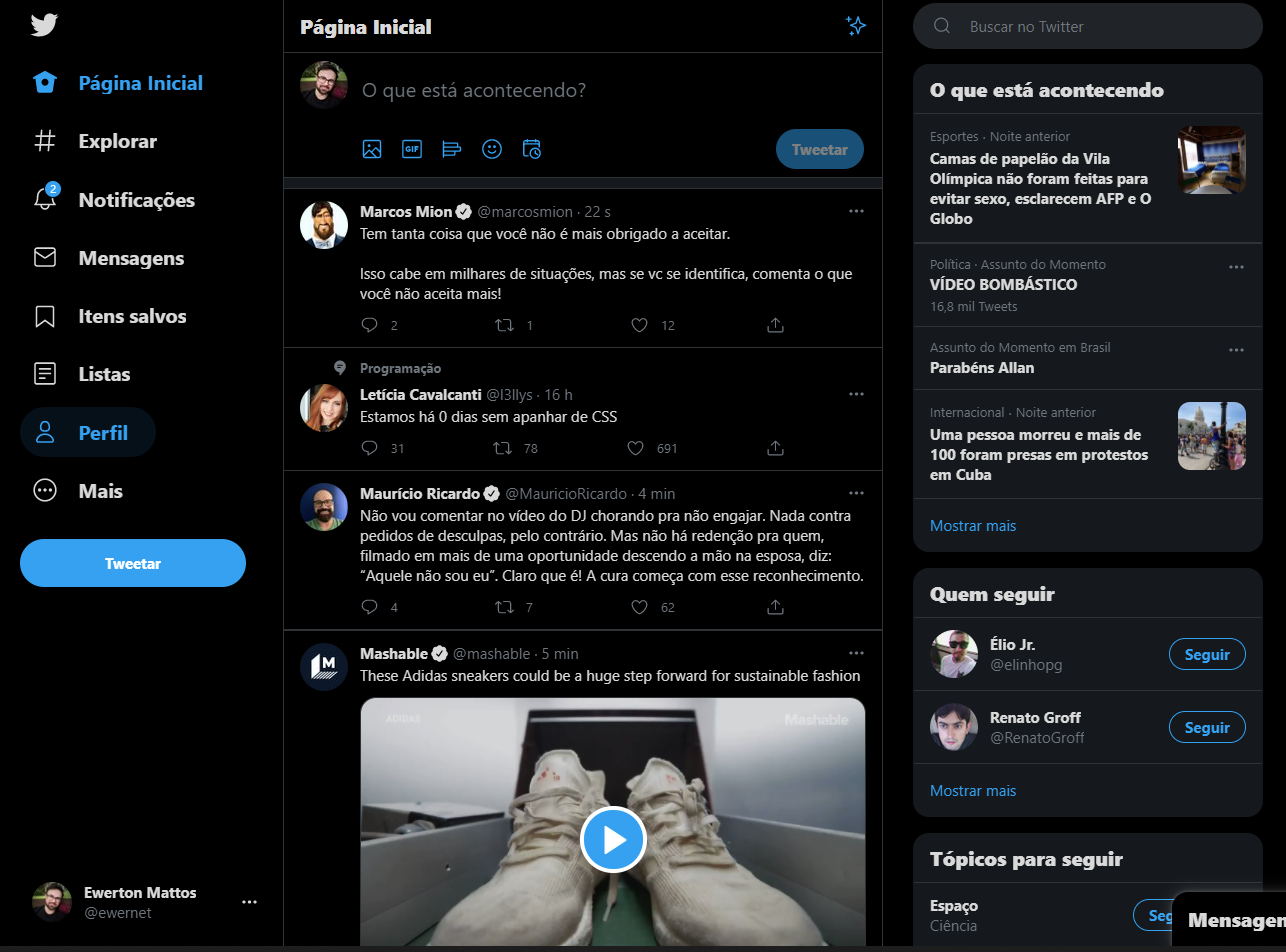 Página Inicial
Explorar
2
Notificações
Mensagens
Itens salvos
Listas
Perfil
Mais
Tweetar
Ewerton Mattos
@ewernet
Página Inicial
O que está acontecendo?
GIF
Tweetar
Marcos Mion @marcosmion · 22 s
Tem tanta coisa que você não é mais obrigado a aceitar.
Isso cabe em milhares de situações, mas se vc se identifica, comenta o que
você não aceita mais!
2 1 12
Programação
Letícia Cavalcanti @l3llys · 16 h
Estamos há 0 dias sem apanhar de CSS
31 78 691
Maurício Ricardo @MauricioRicardo · 4 min
Não vou comentar no vídeo do DJ chorando pra não engajar. Nada contra
pedidos de desculpas, pelo contrário. Mas não há redenção pra quem,
filmado em mais de uma oportunidade descendo a mão na esposa, diz:
“Aquele não sou eu”. Claro que é! A cura começa com esse reconhecimento.
4 7 62
M
Mashable @mashable · 5 min
These Adidas sneakers could be a huge step forward for sustainable fashion
ADIDAS
Mashable
Buscar no Twitter
O que está acontecendo
Esportes · Noite anterior
Camas de papelão da Vila
Olímpica não foram feitas para
evitar sexo, esclarecem AFP e O
Globo
Política · Assunto do Momento
VÍDEO BOMBÁSTICO
16,8 mil Tweets
Assunto do Momento em Brasil
Parabéns Allan
Internacional · Noite anterior
Uma pessoa morreu e mais de
100 foram presas em protestos
em Cuba
Mostrar mais
Quem seguir
Élio Jr.
@elinhopg
Seguir
Renato Groff
@RenatoGroff
Seguir
Mostrar mais
Tópicos para seguir
Espaço
Ciência
Seg
Mensagen